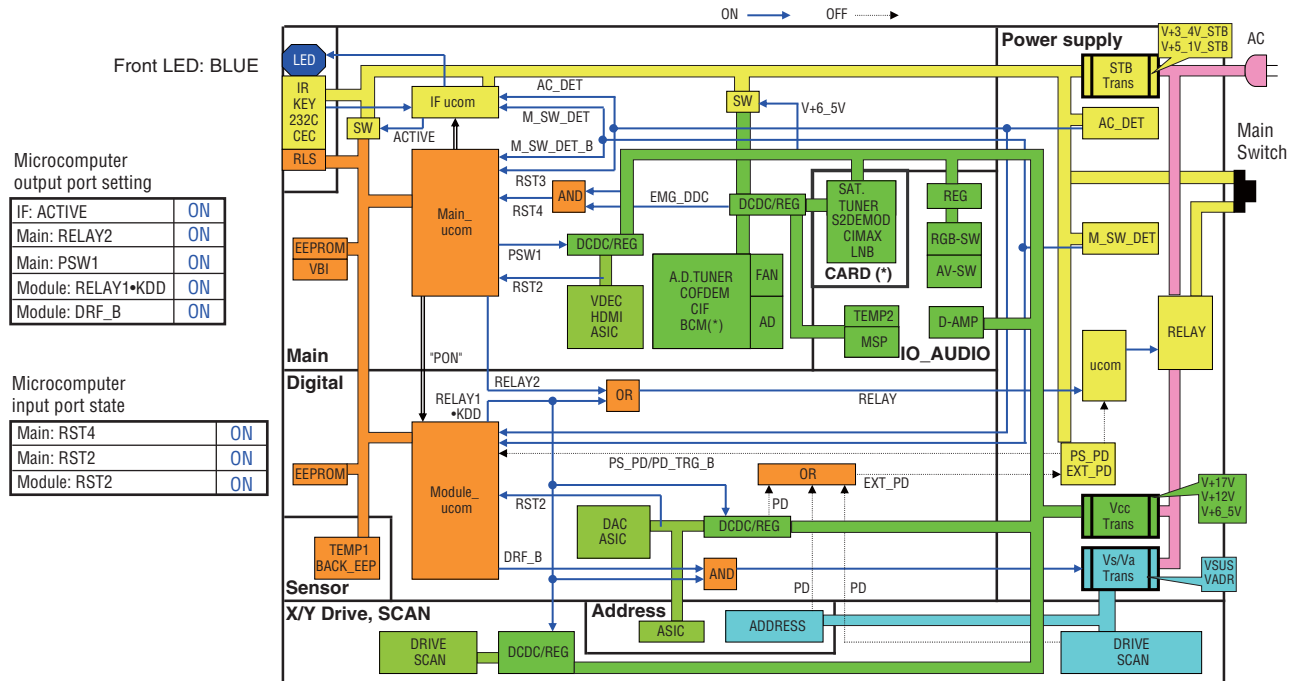 ON
OFF
Front LED: BLUE
Microcomputer
output port setting
IF: ACTIVE ON
Main: RELAY2 ON
Main: PSW1 ON
Module: RELAY1•KDD ON
Module: DRF_B ON
Microcomputer
input port state
Main: RST4 ON
Main: RST2 ON
Module: RST2 ON
LED
IR
KEY
232C
CEC
RLS
SW
ACTIVE
IF ucom
AC_DET
M_SW_DET
M_SW_DET_B
RST3
RST4
AND
EMG_DDC
Main_
ucom
PSW1
RST2
DCDC/REG
VDEC
HDMI
ASIC
EEPROM
VBI
SW
V+6_5V
DCDC/REG
A.D.TUNER
COFDEM
CIF
BCM(*)
FAN
AD
SAT.
TUNER
S2DEMOD
CIMAX
LNB
CARD (*)
REG
RGB-SW
AV-SW
TEMP2
MSP
D-AMP
IO_AUDIO
Main
Power supply
V+3_4V_STB
V+5_1V_STB
AC
STB
Trans
AC_DET
Main
Switch
M_SW_DET
RELAY
ucom
PS_PD
EXT_PD
V+17V
V+12V
V+6_5V
Vcc
Trans
Vs/Va
Trans
VSUS
VADR
Digital
"PON"
RELAY2
RELAY1
•KDD
OR
RELAY
EEPROM
Module_
ucom
PS_PD/PD_TRG_B
OR
EXT_PD
RST2
PD
DAC
ASIC
DCDC/REG
DRF_B
AND
PD
PD
TEMP1
BACK_EEP
Sensor
X/Y Drive, SCAN
Address
ASIC
ADDRESS
DRIVE
SCAN
DCDC/REG
DRIVE
SCAN